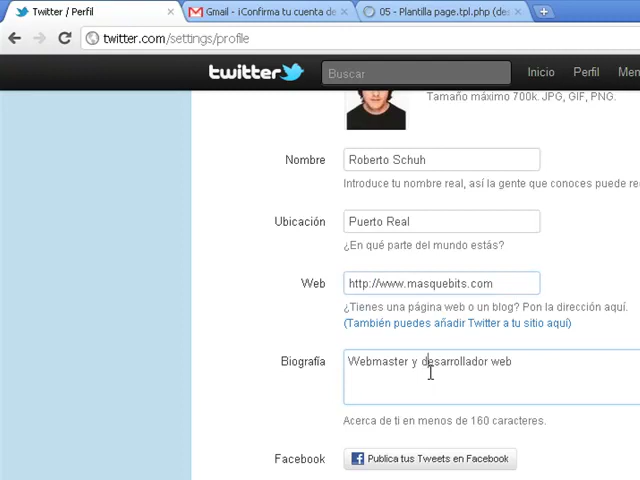 Twitter / Perfil
Gmail - ¡Confirma tu cuenta de
05 - Plantilla page.tpl.php (de
twitter.com/settings/profile
twitter
Buscar
Inicio
Perfil
Tamaño máximo 700k. JPG, GIF, PNG.
Nombre
Roberto Schuh
Introduce tu nombre real, así la gente que conoces puede
Ubicación
Puerto Real
¿En qué parte del mundo estás?
Web
http://www.masquebits.com
¿Tienes una página web o un blog? Pon la dirección aquí.
(También puedes añadir Twitter a tu sitio aquí)
Biografía
Webmaster y desarrollador web
Acerca de ti en menos de 160 caracteres.
Facebook
Publica tus Tweets en Facebook